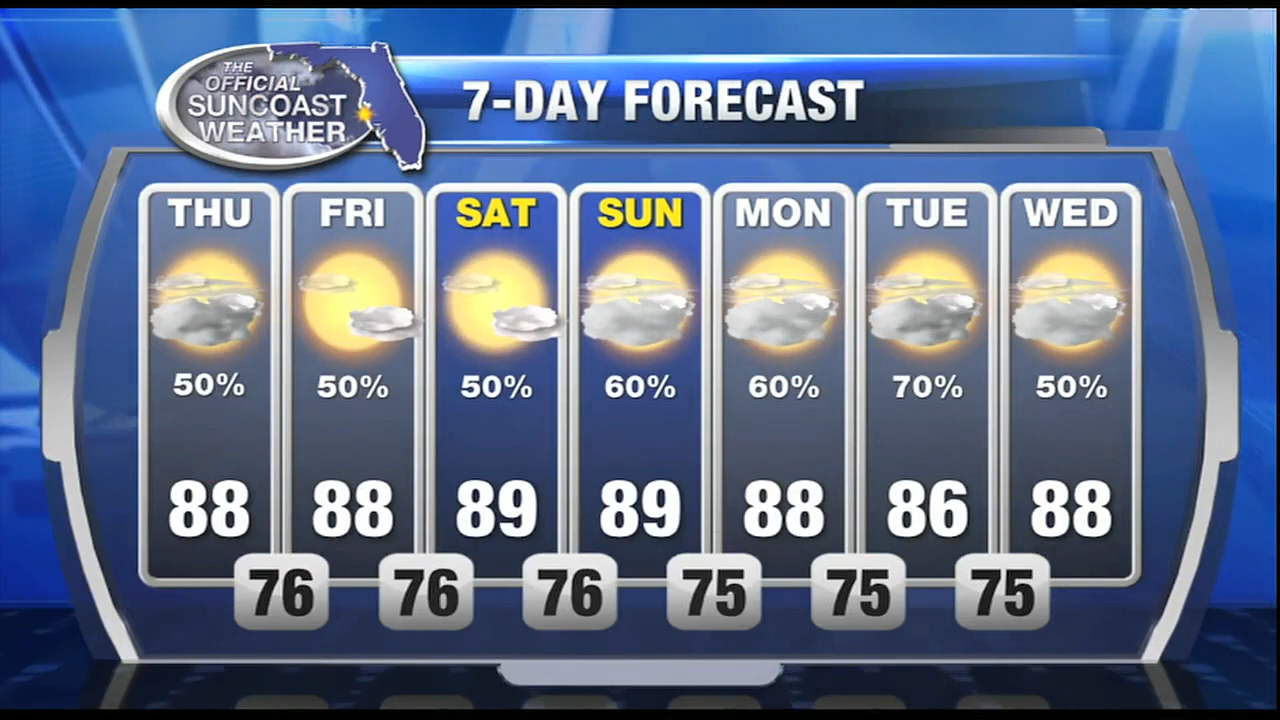 THE
OFFICIAL
SUNCOAST
WEATHER
7-DAY FORECAST
THU FRI SAT SUN MON TUE WED
50% 50% 50% 60% 60% 70% 50%
88 88 89 89 88 86 88
76 76 76 75 75 75